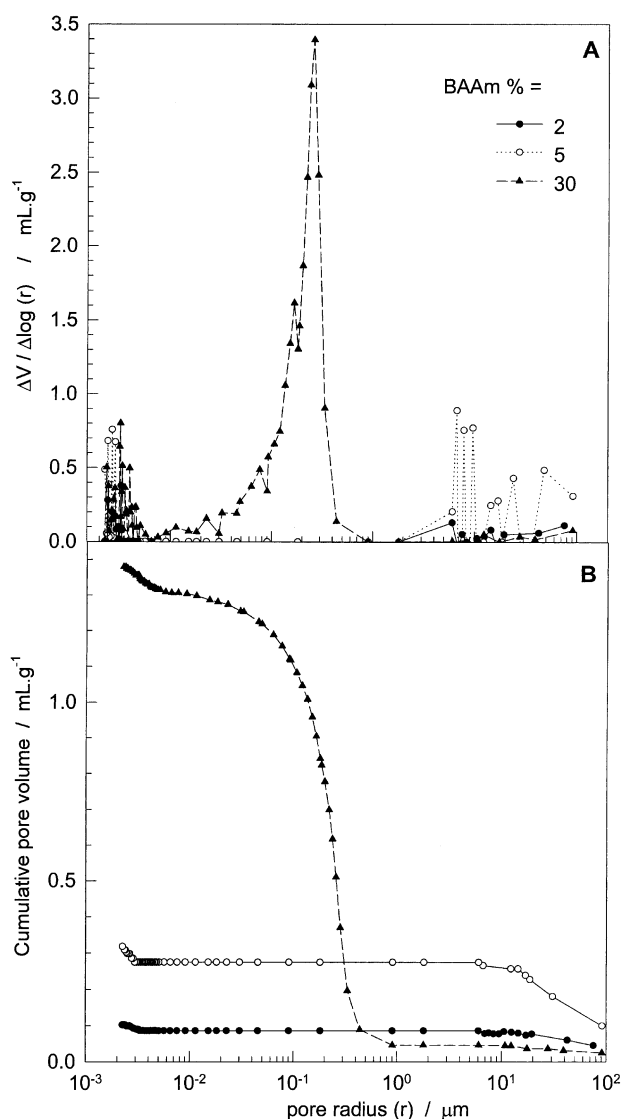 3.5
A
BAAm % =
3.0
2
5
2.5
30
2.0
1.5
1.0
0.5
0.0
ΔV / Δlog (r) / mL.g⁻¹
B
1.0
0.5
0.0
Cumulative pore volume / mL.g⁻¹
10⁻³ 10⁻² 10⁻¹ 10⁰ 10¹ 10²
pore radius (r) / μm